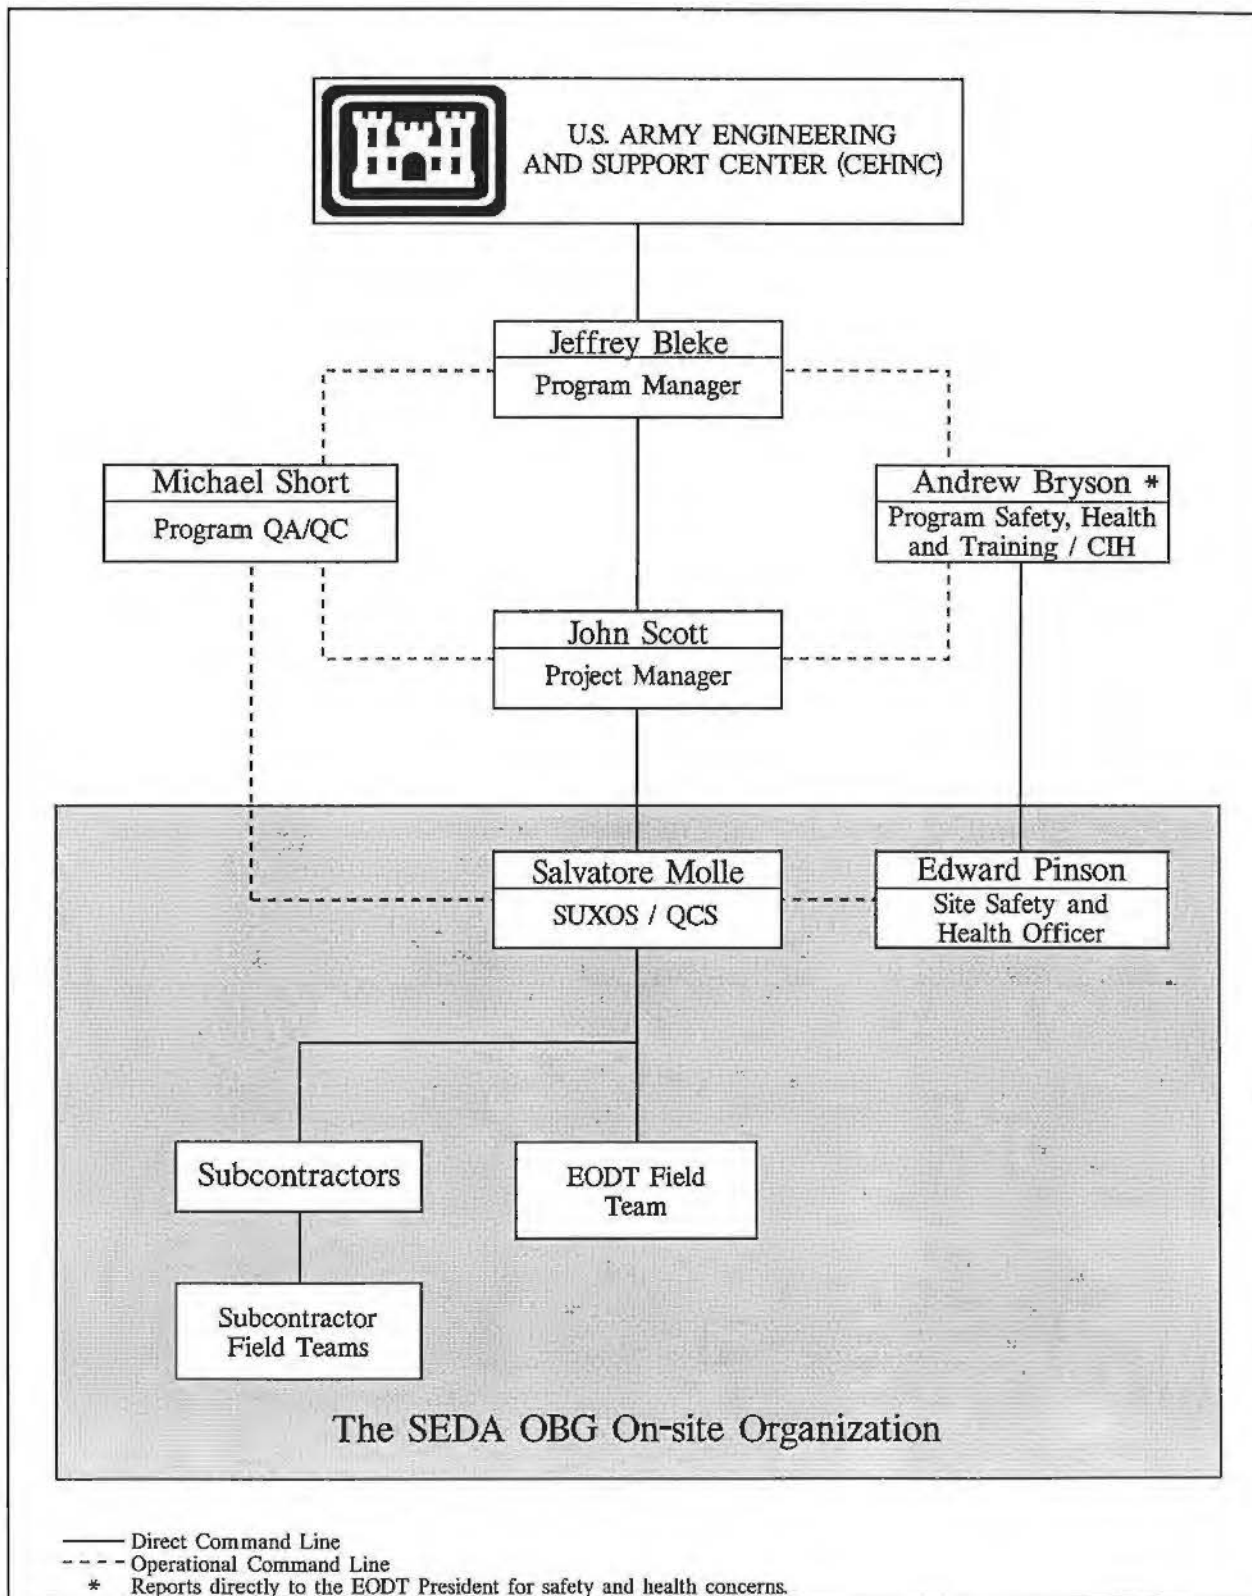 U.S. ARMY ENGINEERING
AND SUPPORT CENTER (CEHNC)
Jeffrey Bleke
Program Manager
Michael Short
Program QA/QC
Andrew Bryson *
Program Safety, Health
and Training / CIH
John Scott
Project Manager
Salvatore Molle
SUXOS / QCS
Edward Pinson
Site Safety and
Health Officer
Subcontractors
EODT Field
Team
Subcontractor
Field Teams
The SEDA OBG On-site Organization
Direct Command Line
Operational Command Line
* Reports directly to the EODT President for safety and health concerns.